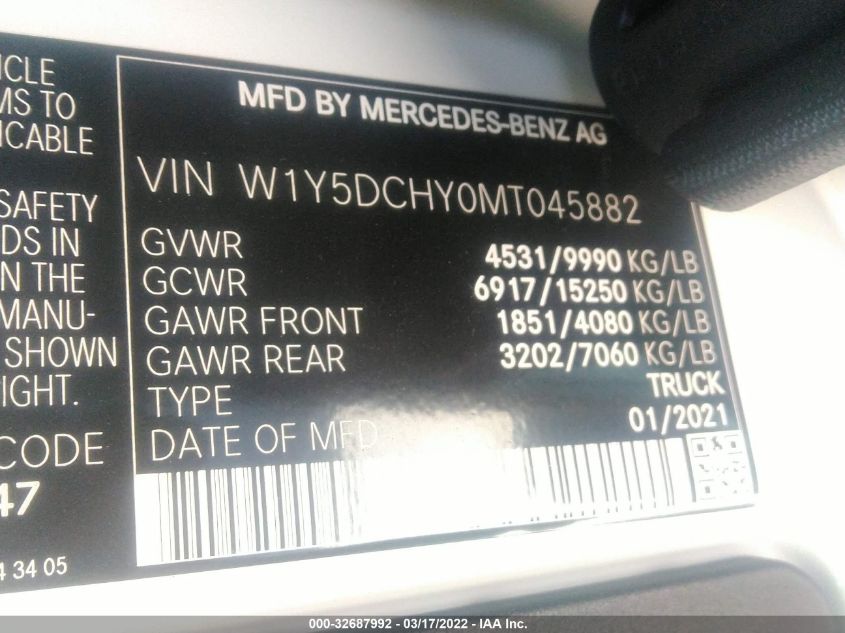 ICLE
MS TO
ICABLE
SAFETY
DS IN
N THE
MANU-
SHOWN
IGHT.
CODE
47
4 34 05
MFD BY MERCEDES-BENZ AG
VIN W1Y5DCHY0MT045882
GVWR 4531/9990 KG/LB
GCWR 6917/15250 KG/LB
GAWR FRONT 1851/4080 KG/LB
GAWR REAR 3202/7060 KG/LB
TYPE TRUCK
DATE OF MFD 01/2021
000-32687992 - 03/17/2022 - IAA Inc.